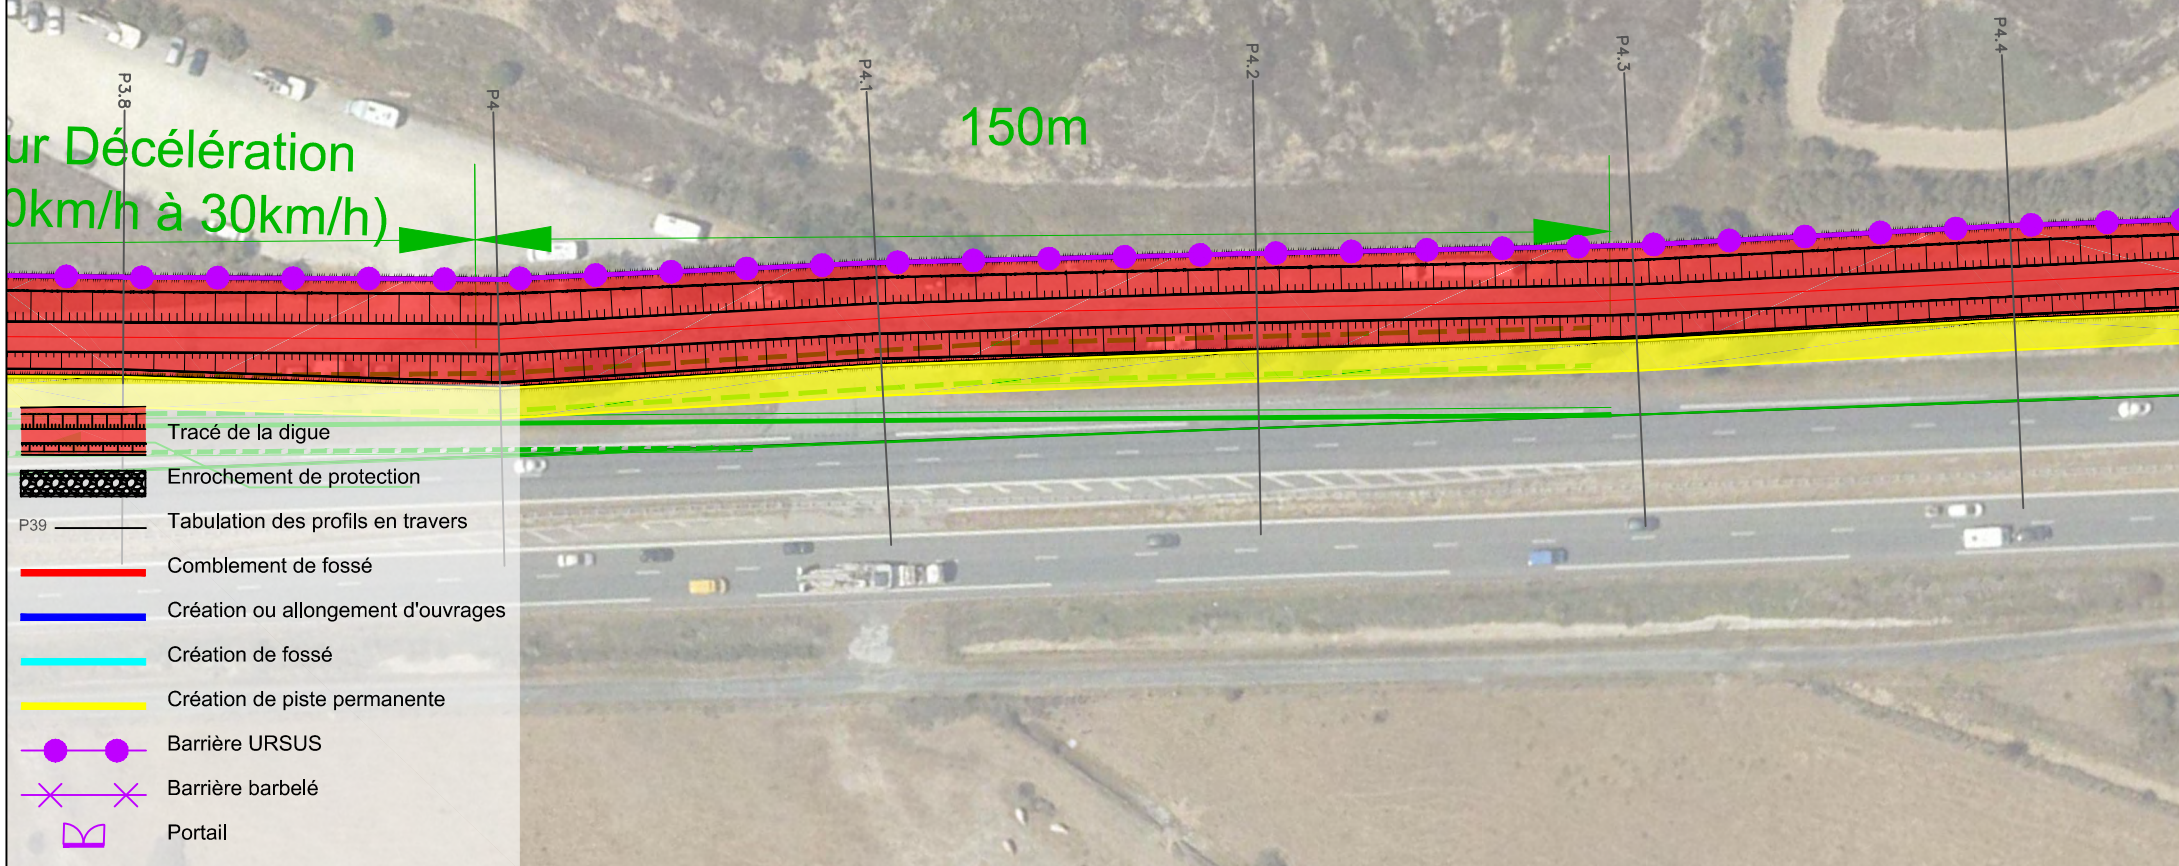 P3.8
P4
P4.1
P4.2
P4.3
P4.4
150m
ur Décélération
0km/h à 30km/h)
Tracé de la digue
Enrochement de protection
P39 Tabulation des profils en travers
Comblement de fossé
Création ou allongement d'ouvrages
Création de fossé
Création de piste permanente
Barrière URSUS
Barrière barbelé
Portail